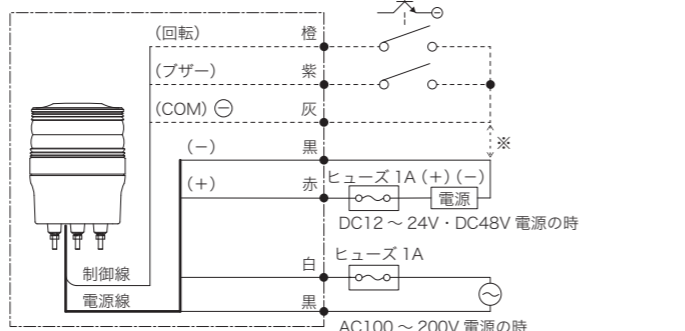 （回転） 橙
（ブザー） 紫
（COM）⊖ 灰
※
（−） 黒
（+） 赤
ヒューズ 1A（+）（−）
電源
DC12 ～ 24V・DC48V 電源の時
白
ヒューズ 1A
制御線
電源線
黒
AC100 ～ 200V 電源の時